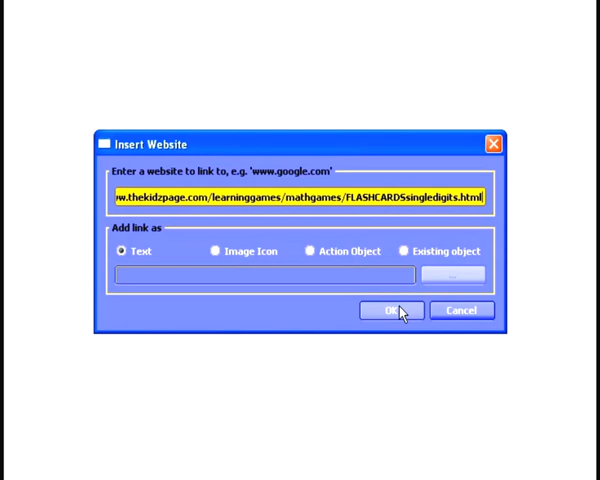 Insert Website
Enter a website to link to, e.g. 'www.google.com'
w.thekidzpage.com/learninggames/mathgames/FLASHCARDSsingledigits.html
Add link as
Text Image Icon Action Object Existing object
...
OK Cancel